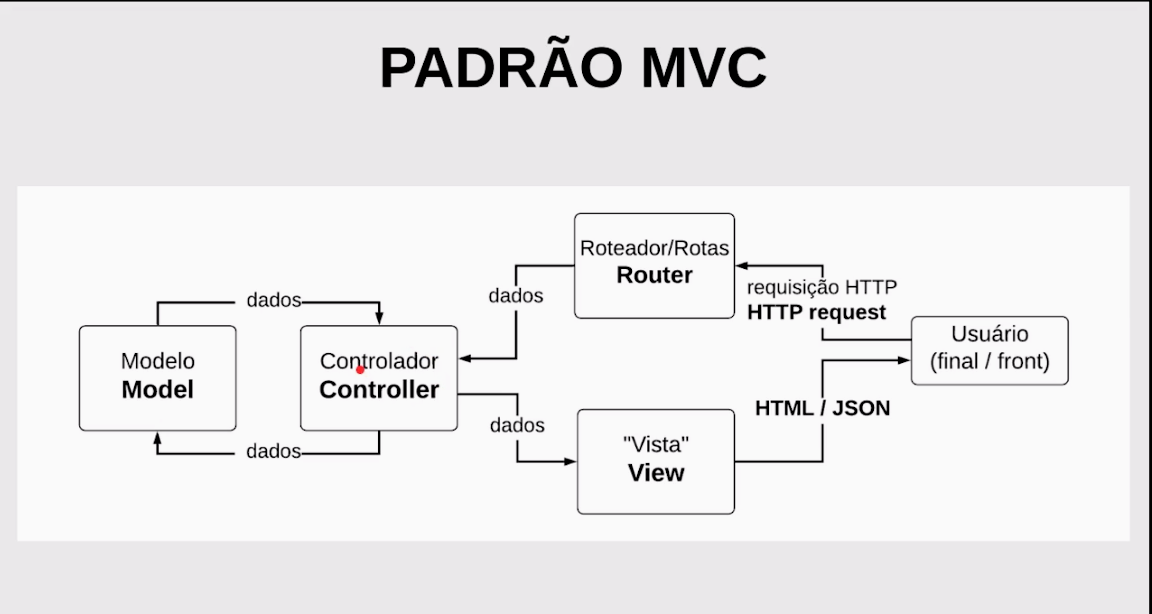 PADRÃO MVC
Roteador/Rotas
Router
requisição HTTP
HTTP request
dados
dados
Usuário
(final / front)
Modelo
Model
Controlador
Controller
HTML / JSON
dados
dados
"Vista"
View